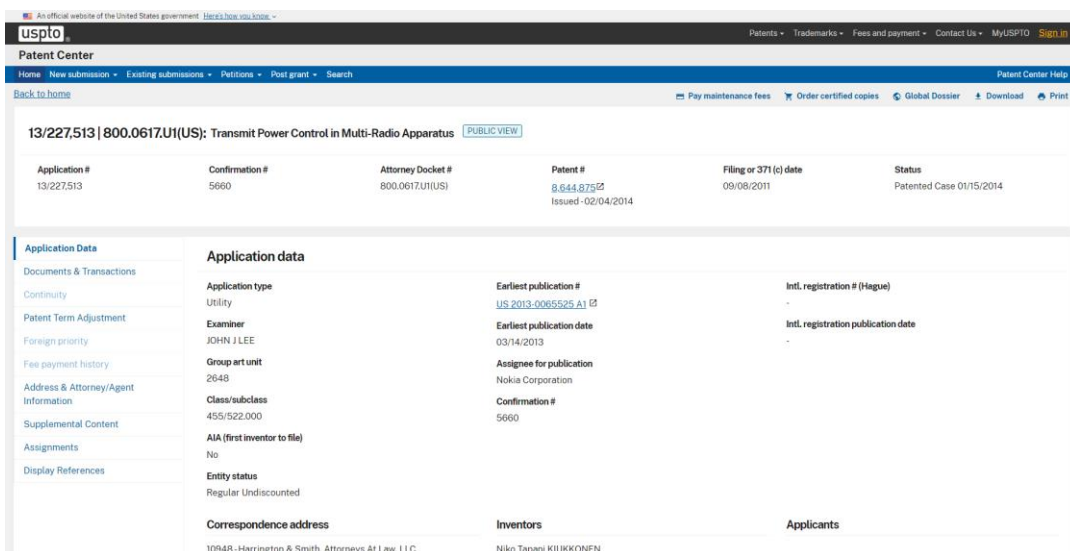 An official website of the United States government Here's how you know
uspto
Patents Trademarks Fees and payment Contact Us MyUSPTO Sign in
Patent Center
Home New submission Existing submissions Petitions Post grant Search Patent Center Help
Back to home Pay maintenance fees Order certified copies Global Dossier Download Print
13/227,513 | 800.0617.U1(US): Transmit Power Control in Multi-Radio Apparatus PUBLIC VIEW
Application # Confirmation # Attorney Docket # Patent # Filing or 371 (c) date Status
13/227,513 5660 800.0617.U1(US) 8,644,875 09/08/2011 Patented Case 01/15/2014
Issued - 02/04/2014
Application Data
Documents & Transactions
Continuity
Patent Term Adjustment
Foreign priority
Fee payment history
Address & Attorney/Agent
Information
Supplemental Content
Assignments
Display References
Application data
Application type
Utility
Examiner
JOHN J LEE
Group art unit
2648
Class/subclass
455/522.000
AIA (first inventor to file)
No
Entity status
Regular Undiscounted
Earliest publication #
US 2013-0065525 A1
Earliest publication date
03/14/2013
Assignee for publication
Nokia Corporation
Confirmation #
5660
Intl. registration # (Hague)
-
Intl. registration publication date
-
Correspondence address Inventors Applicants
10948 - Harrington & Smith, Attorneys At Law, LLC Niko Tapani KIUKKONEN